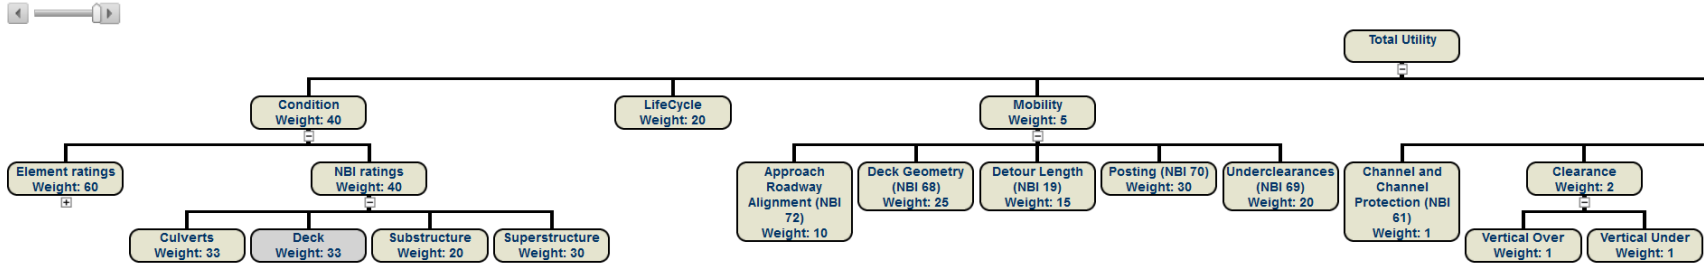 Total Utility
Condition
Weight: 40
LifeCycle
Weight: 20
Mobility
Weight: 5
Element ratings
Weight: 60
NBI ratings
Weight: 40
Approach
Roadway
Alignment (NBI
72)
Weight: 10
Deck Geometry
(NBI 68)
Weight: 25
Detour Length
(NBI 19)
Weight: 15
Posting (NBI 70)
Weight: 30
Underclearances
(NBI 69)
Weight: 20
Channel and
Channel
Protection (NBI
61)
Weight: 1
Clearance
Weight: 2
Culverts
Weight: 33
Deck
Weight: 33
Substructure
Weight: 20
Superstructure
Weight: 30
Vertical Over
Weight: 1
Vertical Under
Weight: 1